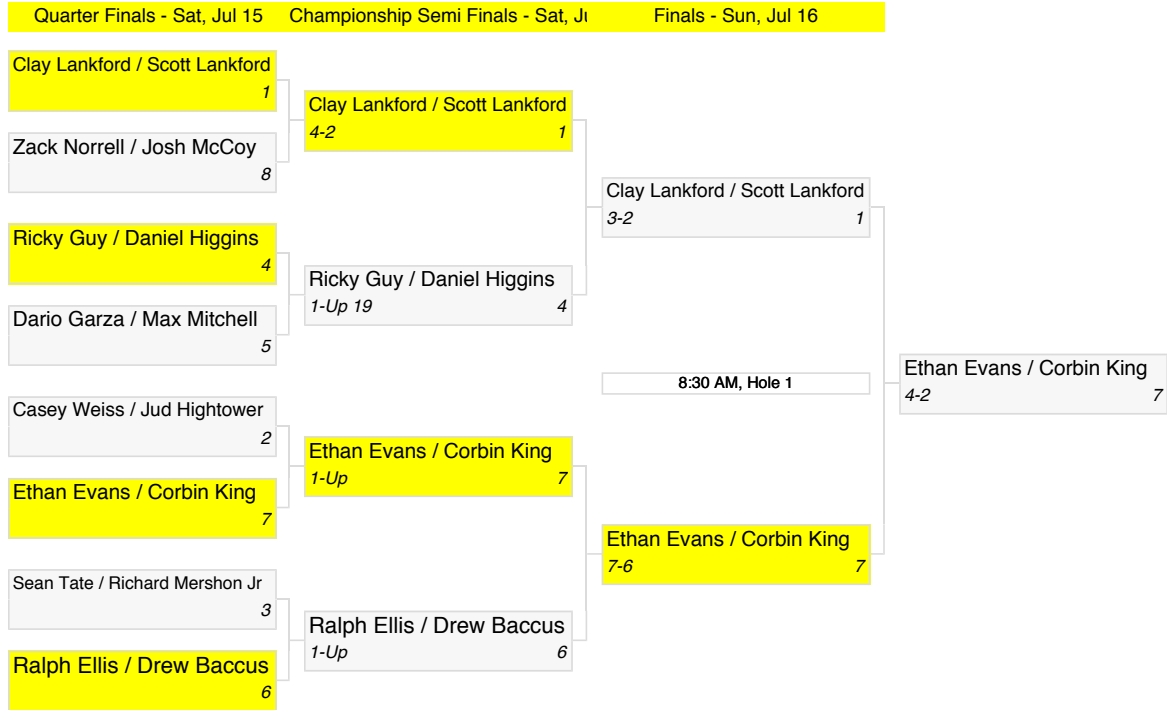 Quarter Finals - Sat, Jul 15
Championship Semi Finals - Sat, Ju
Finals - Sun, Jul 16
Clay Lankford / Scott Lankford
1
Zack Norrell / Josh McCoy
8
Ricky Guy / Daniel Higgins
4
Dario Garza / Max Mitchell
5
Casey Weiss / Jud Hightower
2
Ethan Evans / Corbin King
7
Sean Tate / Richard Mershon Jr
3
Ralph Ellis / Drew Baccus
6
Clay Lankford / Scott Lankford
4-2 1
Ricky Guy / Daniel Higgins
1-Up 19 4
Ethan Evans / Corbin King
1-Up 7
Ralph Ellis / Drew Baccus
1-Up 6
Clay Lankford / Scott Lankford
3-2 1
8:30 AM, Hole 1
Ethan Evans / Corbin King
7-6 7
Ethan Evans / Corbin King
4-2 7